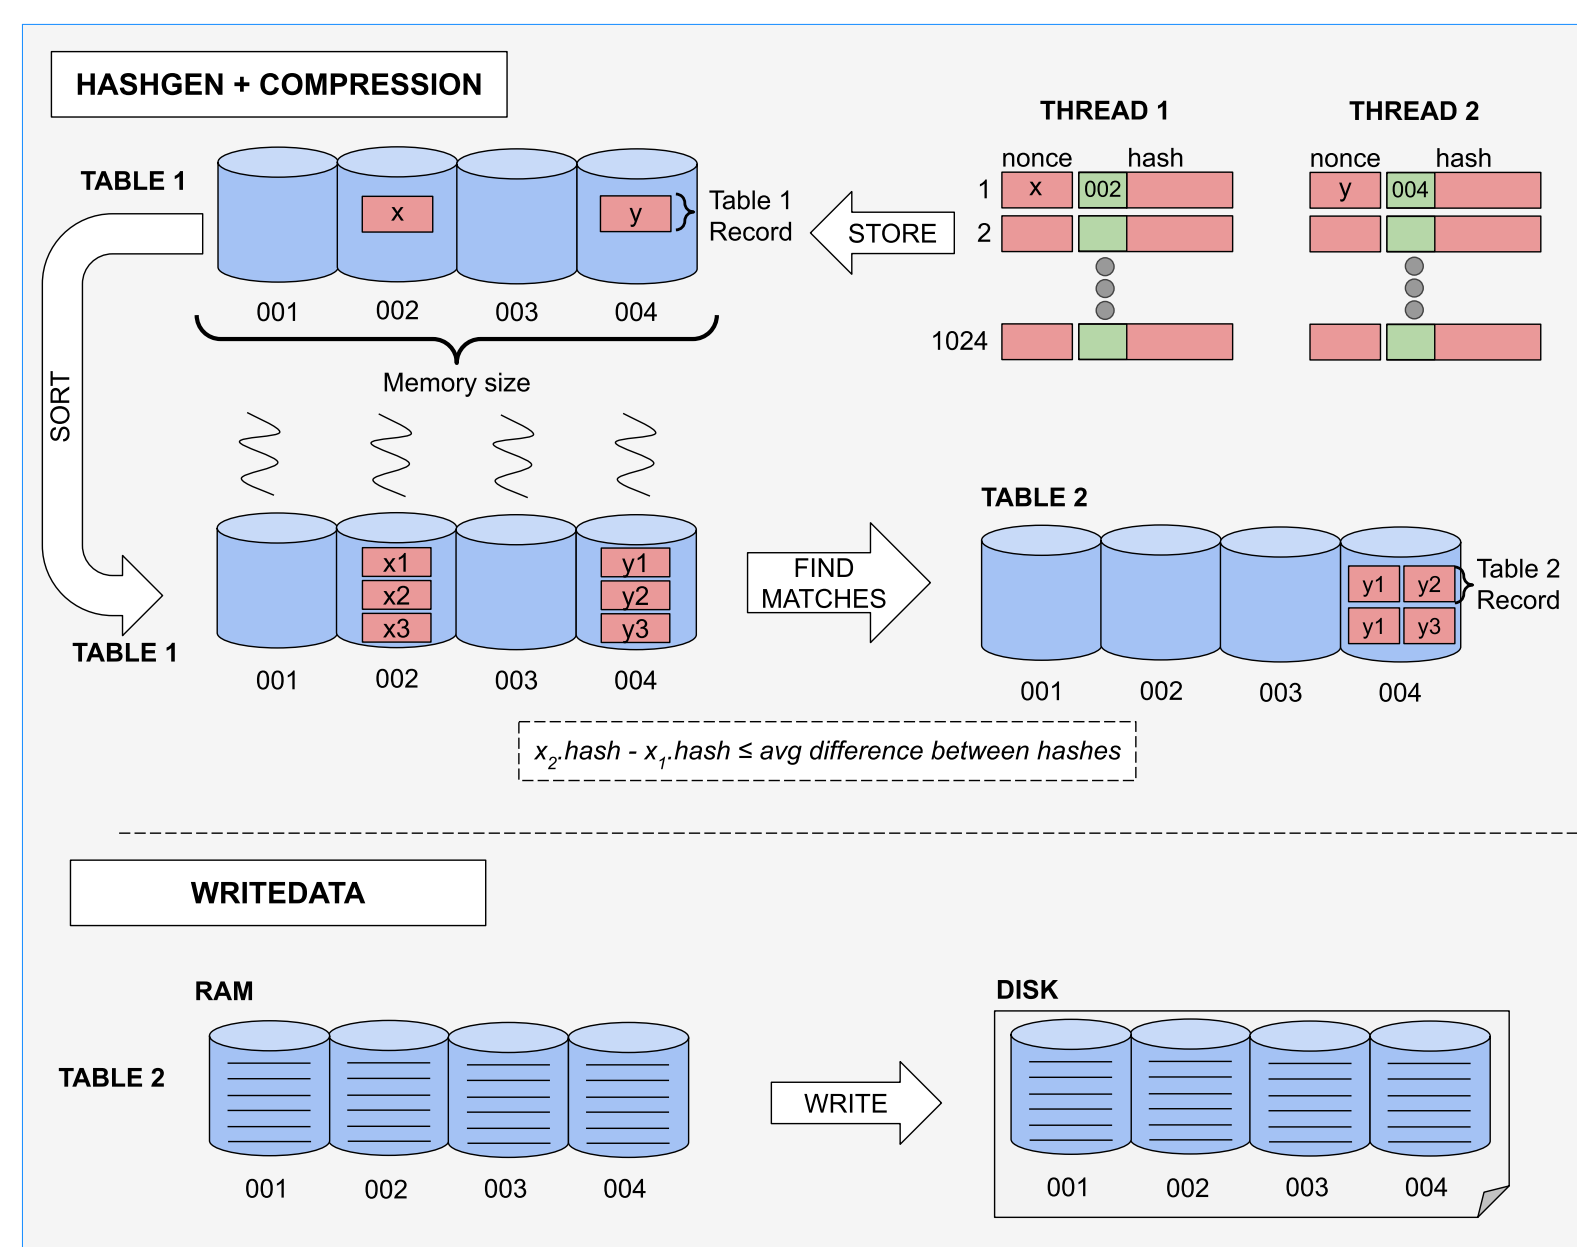 HASHGEN + COMPRESSION
THREAD 1
THREAD 2
nonce hash
nonce hash
TABLE 1
1 x 002
y 004
x
y
Table 1
Record
STORE
2
001 002 003 004
1024
Memory size
SORT
TABLE 2
x1
x2
x3
y1
y2
y3
FIND
MATCHES
y1 y2
y1 y3
Table 2
Record
TABLE 1
001 002 003 004
001 002 003 004
x2.hash - x1.hash ≤ avg difference between hashes
WRITEDATA
RAM
DISK
TABLE 2
WRITE
001 002 003 004
001 002 003 004